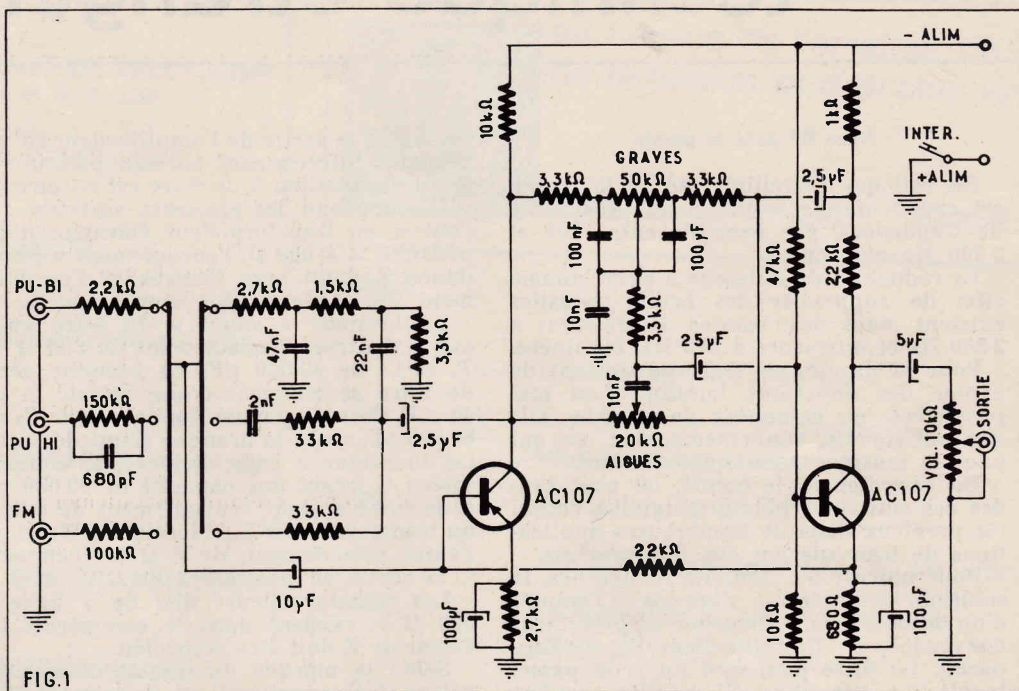 - ALIM
INTER.
+ALIM
10kΩ
1kΩ
GRAVES
3,3kΩ
50kΩ
3,3kΩ
2,5µF
100nF
100µF
47kΩ
2,2kΩ
10nF
3,3kΩ
25µF
5µF
10nF
20kΩ
AIGUES
PU-BI
2,2kΩ
2,7kΩ
1,5kΩ
47nF
22nF
3,3kΩ
PU HI
150kΩ
680pF
2nF
33kΩ
2,5µF
AC107
AC107
VOL. 10kΩ
SORTIE
FM
100kΩ
33kΩ
22kΩ
10µF
100µF
2,7kΩ
10kΩ
680Ω
100µF
FIG.1